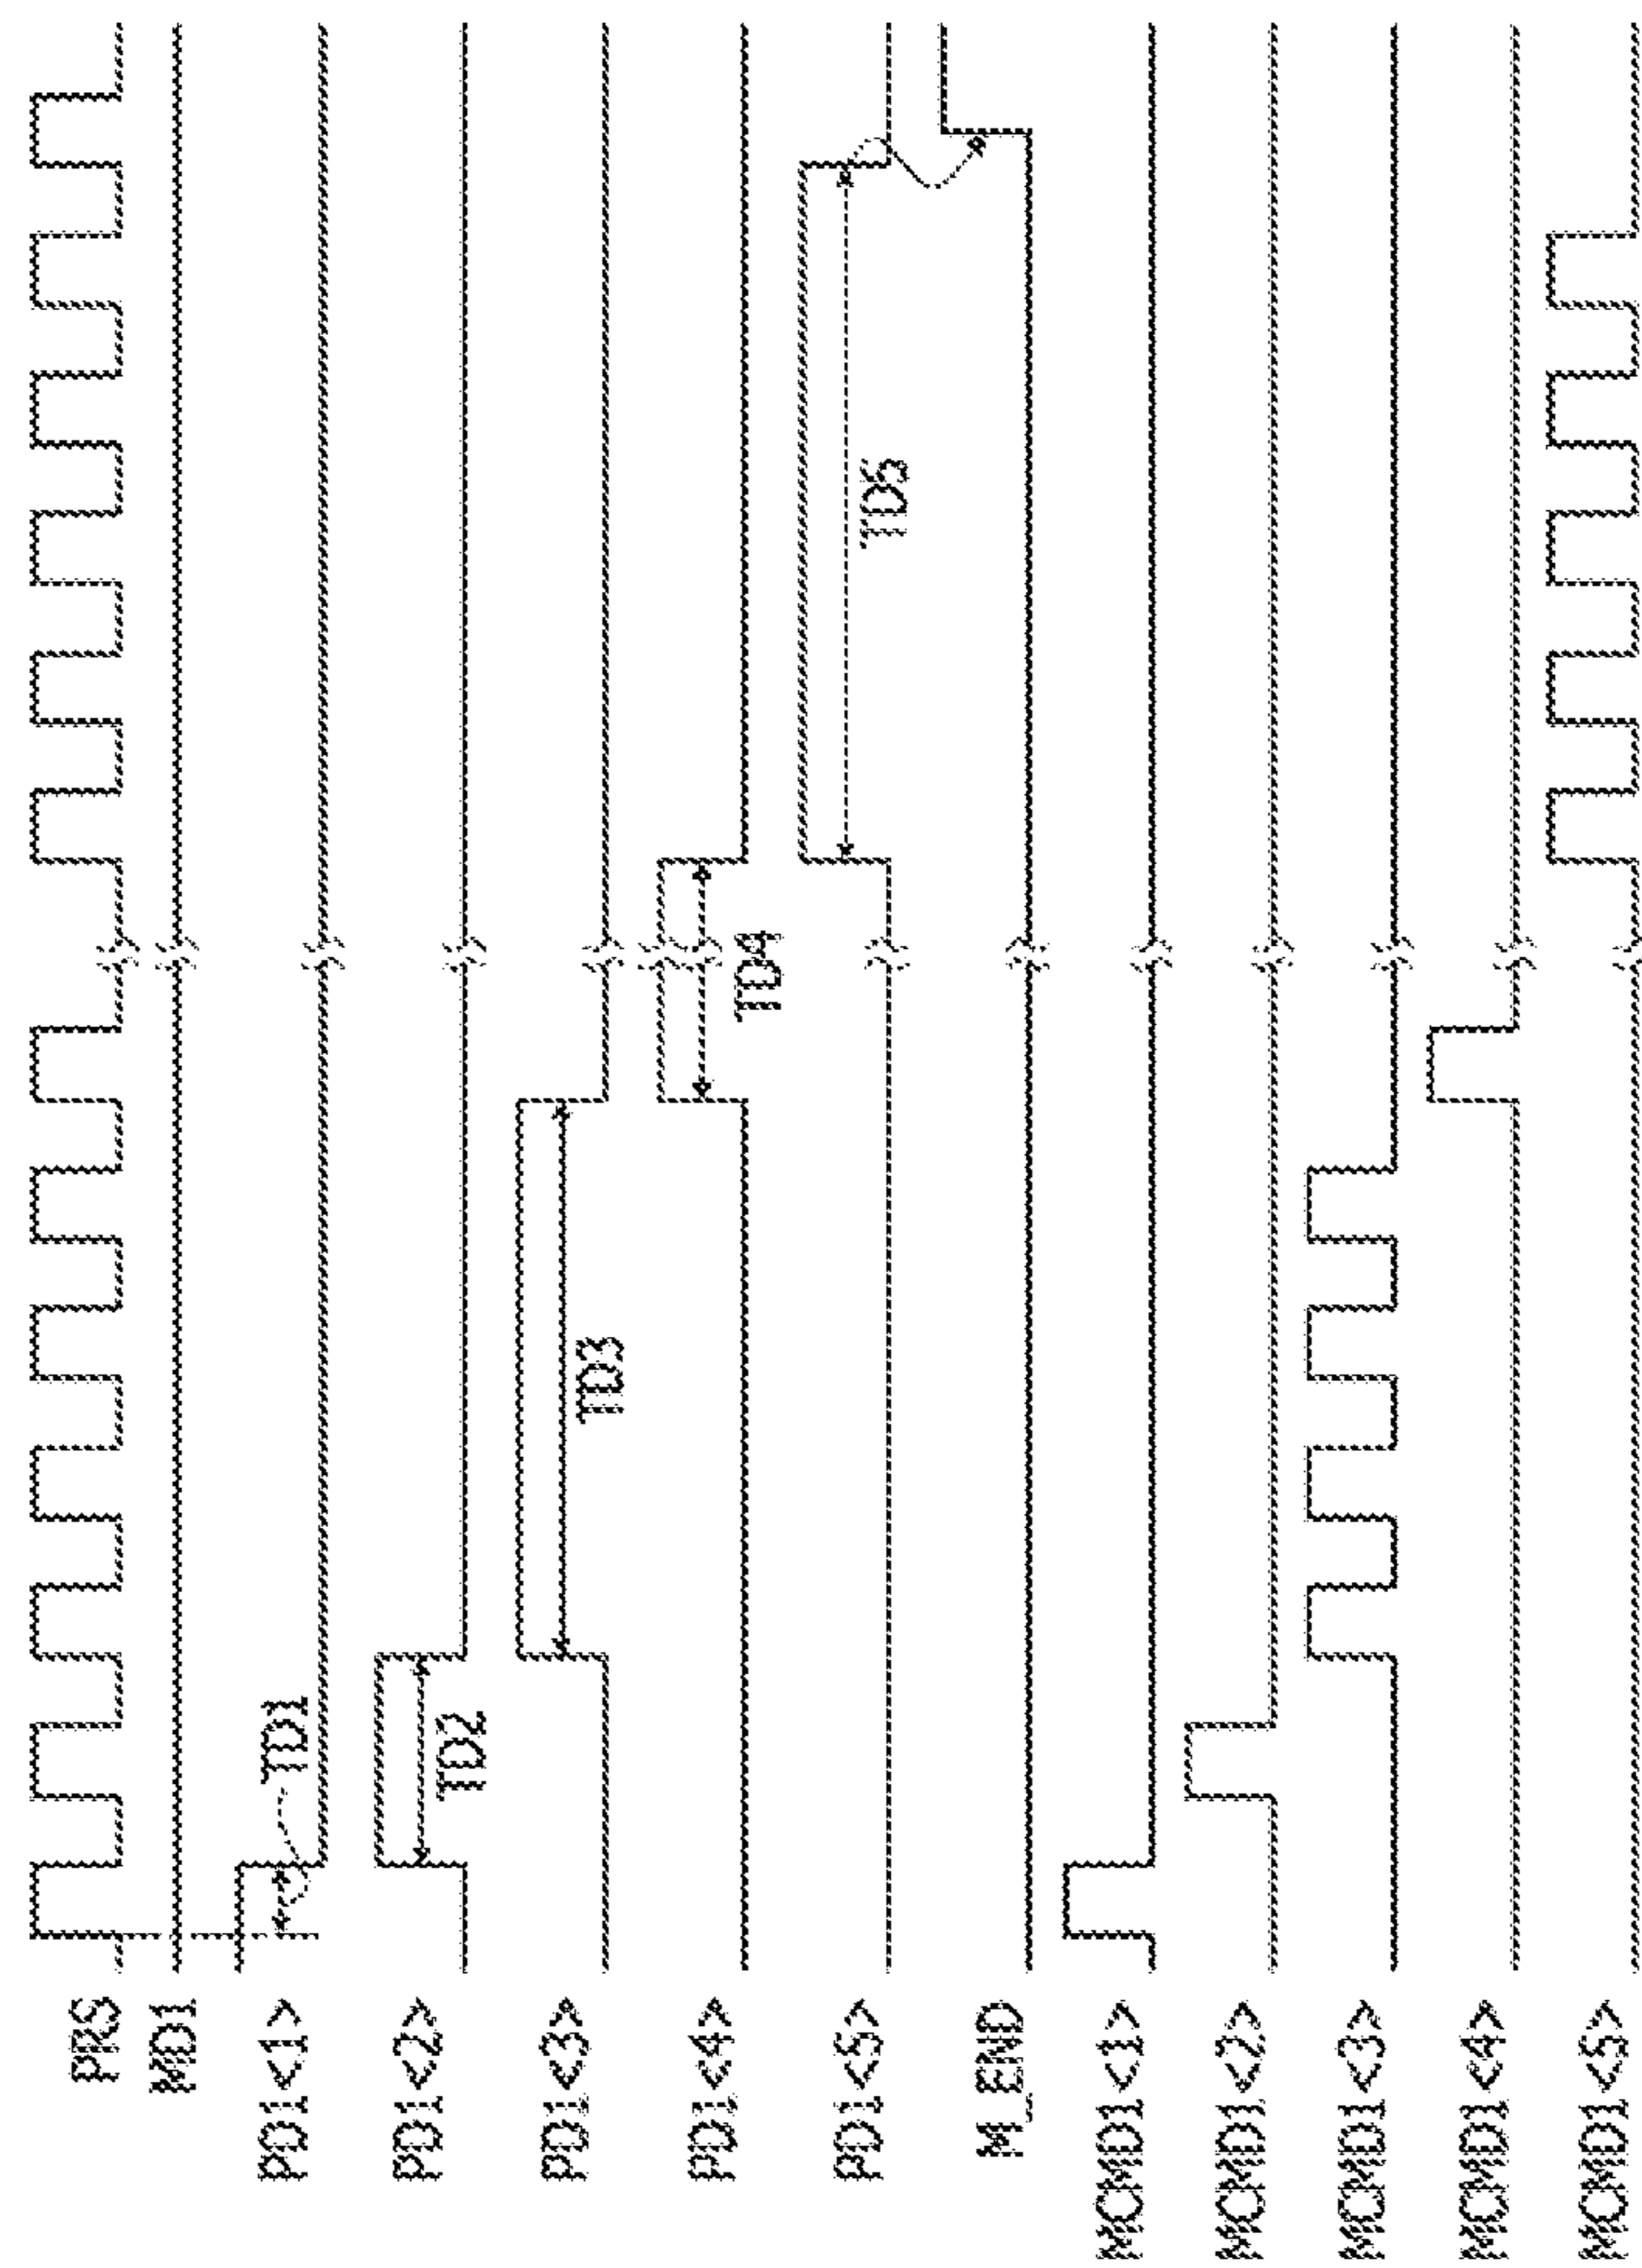 PRS
MD1
PD1<1>
TD1
PD1<2>
TD2
PD1<3>
TD3
PD1<4>
TD4
PD1<5>
TD5
M_END
MCMD1<1>
MCMD1<2>
MCMD1<3>
MCMD1<4>
MCMD1<5>